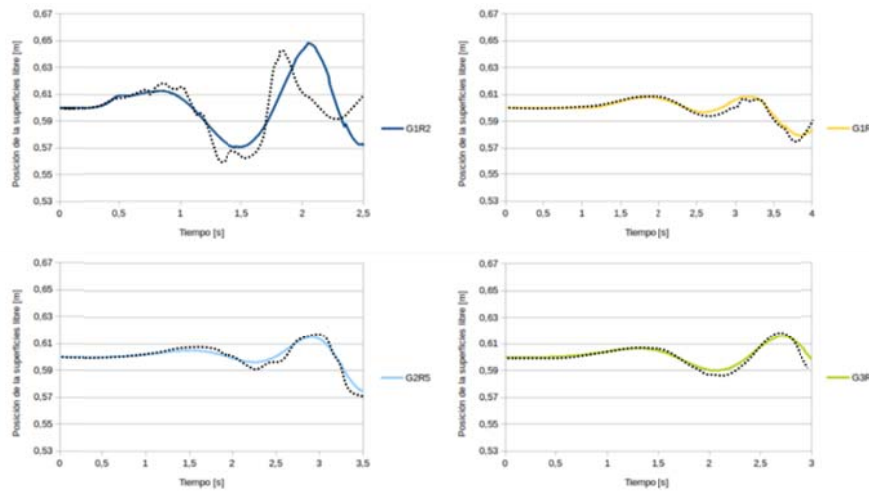 0,67
0,65
0,63
0,61
0,59
0,57
0,55
0,53
Posición de la superficies libre [m]
0 0,5 1 1,5 2 2,5
Tiempo [s]
G1R2
0,67
0,65
0,63
0,61
0,59
0,57
0,55
0,53
Posición de la superficies libre [m]
0 0,5 1 1,5 2 2,5 3 3,5 4
Tiempo [s]
0,67
0,65
0,63
0,61
0,59
0,57
0,55
0,53
Posición de la superficies libre [m]
0 0,5 1 1,5 2 2,5 3 3,5
Tiempo [s]
G2R5
0,67
0,65
0,63
0,61
0,59
0,57
0,55
0,53
Posición de la superficies libre [m]
0 0,5 1 1,5 2 2,5 3
Tiempo [s]